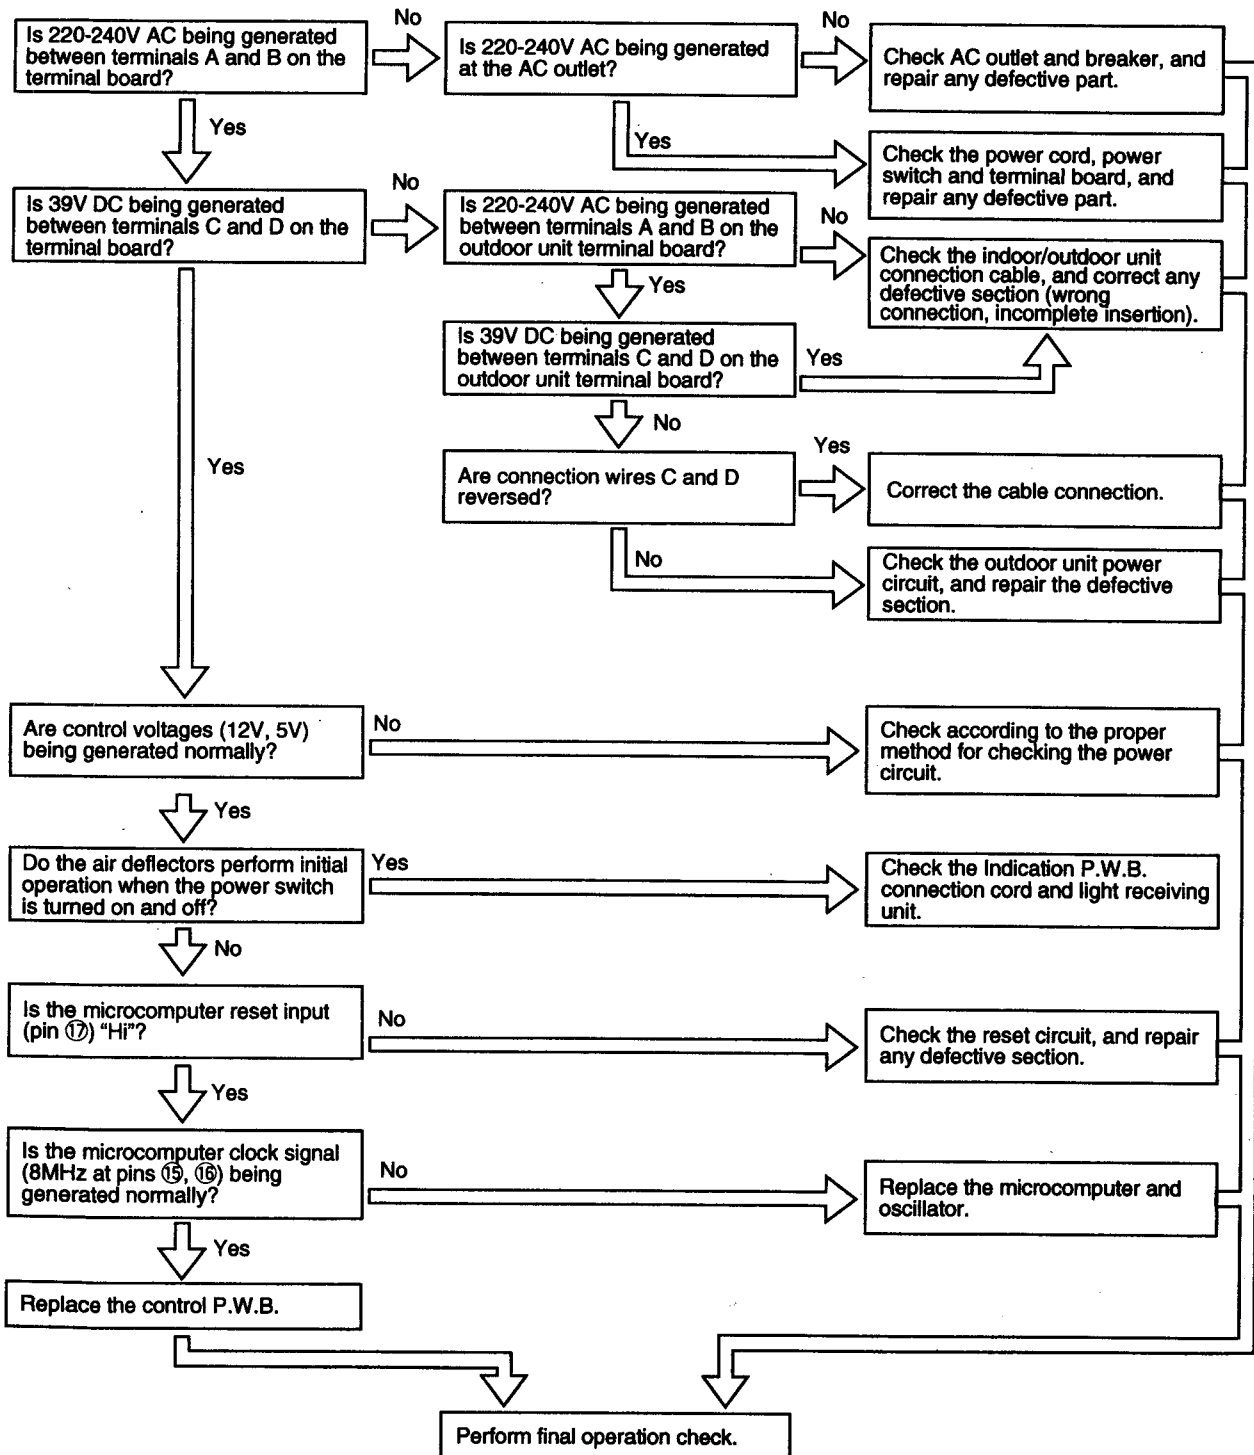 Is 220-240V AC being generated
between terminals A and B on the
terminal board?
No
Is 220-240V AC being generated
at the AC outlet?
No
Check AC outlet and breaker, and
repair any defective part.
Yes
Yes
Check the power cord, power
switch and terminal board, and
repair any defective part.
Is 39V DC being generated
between terminals C and D on the
terminal board?
No
Is 220-240V AC being generated
between terminals A and B on the
outdoor unit terminal board?
No
Check the indoor/outdoor unit
connection cable, and correct any
defective section (wrong
connection, incomplete insertion).
Yes
Is 39V DC being generated
between terminals C and D on the
outdoor unit terminal board?
Yes
No
Yes
Are connection wires C and D
reversed?
Yes
Correct the cable connection.
No
Check the outdoor unit power
circuit, and repair the defective
section.
Are control voltages (12V, 5V)
being generated normally?
No
Check according to the proper
method for checking the power
circuit.
Yes
Do the air deflectors perform initial
operation when the power switch
is turned on and off?
Yes
Check the Indication P.W.B.
connection cord and light receiving
unit.
No
Is the microcomputer reset input
(pin ⑰) “Hi”?
No
Check the reset circuit, and repair
any defective section.
Yes
Is the microcomputer clock signal
(8MHz at pins ⑮, ⑯) being
generated normally?
No
Replace the microcomputer and
oscillator.
Yes
Replace the control P.W.B.
Perform final operation check.